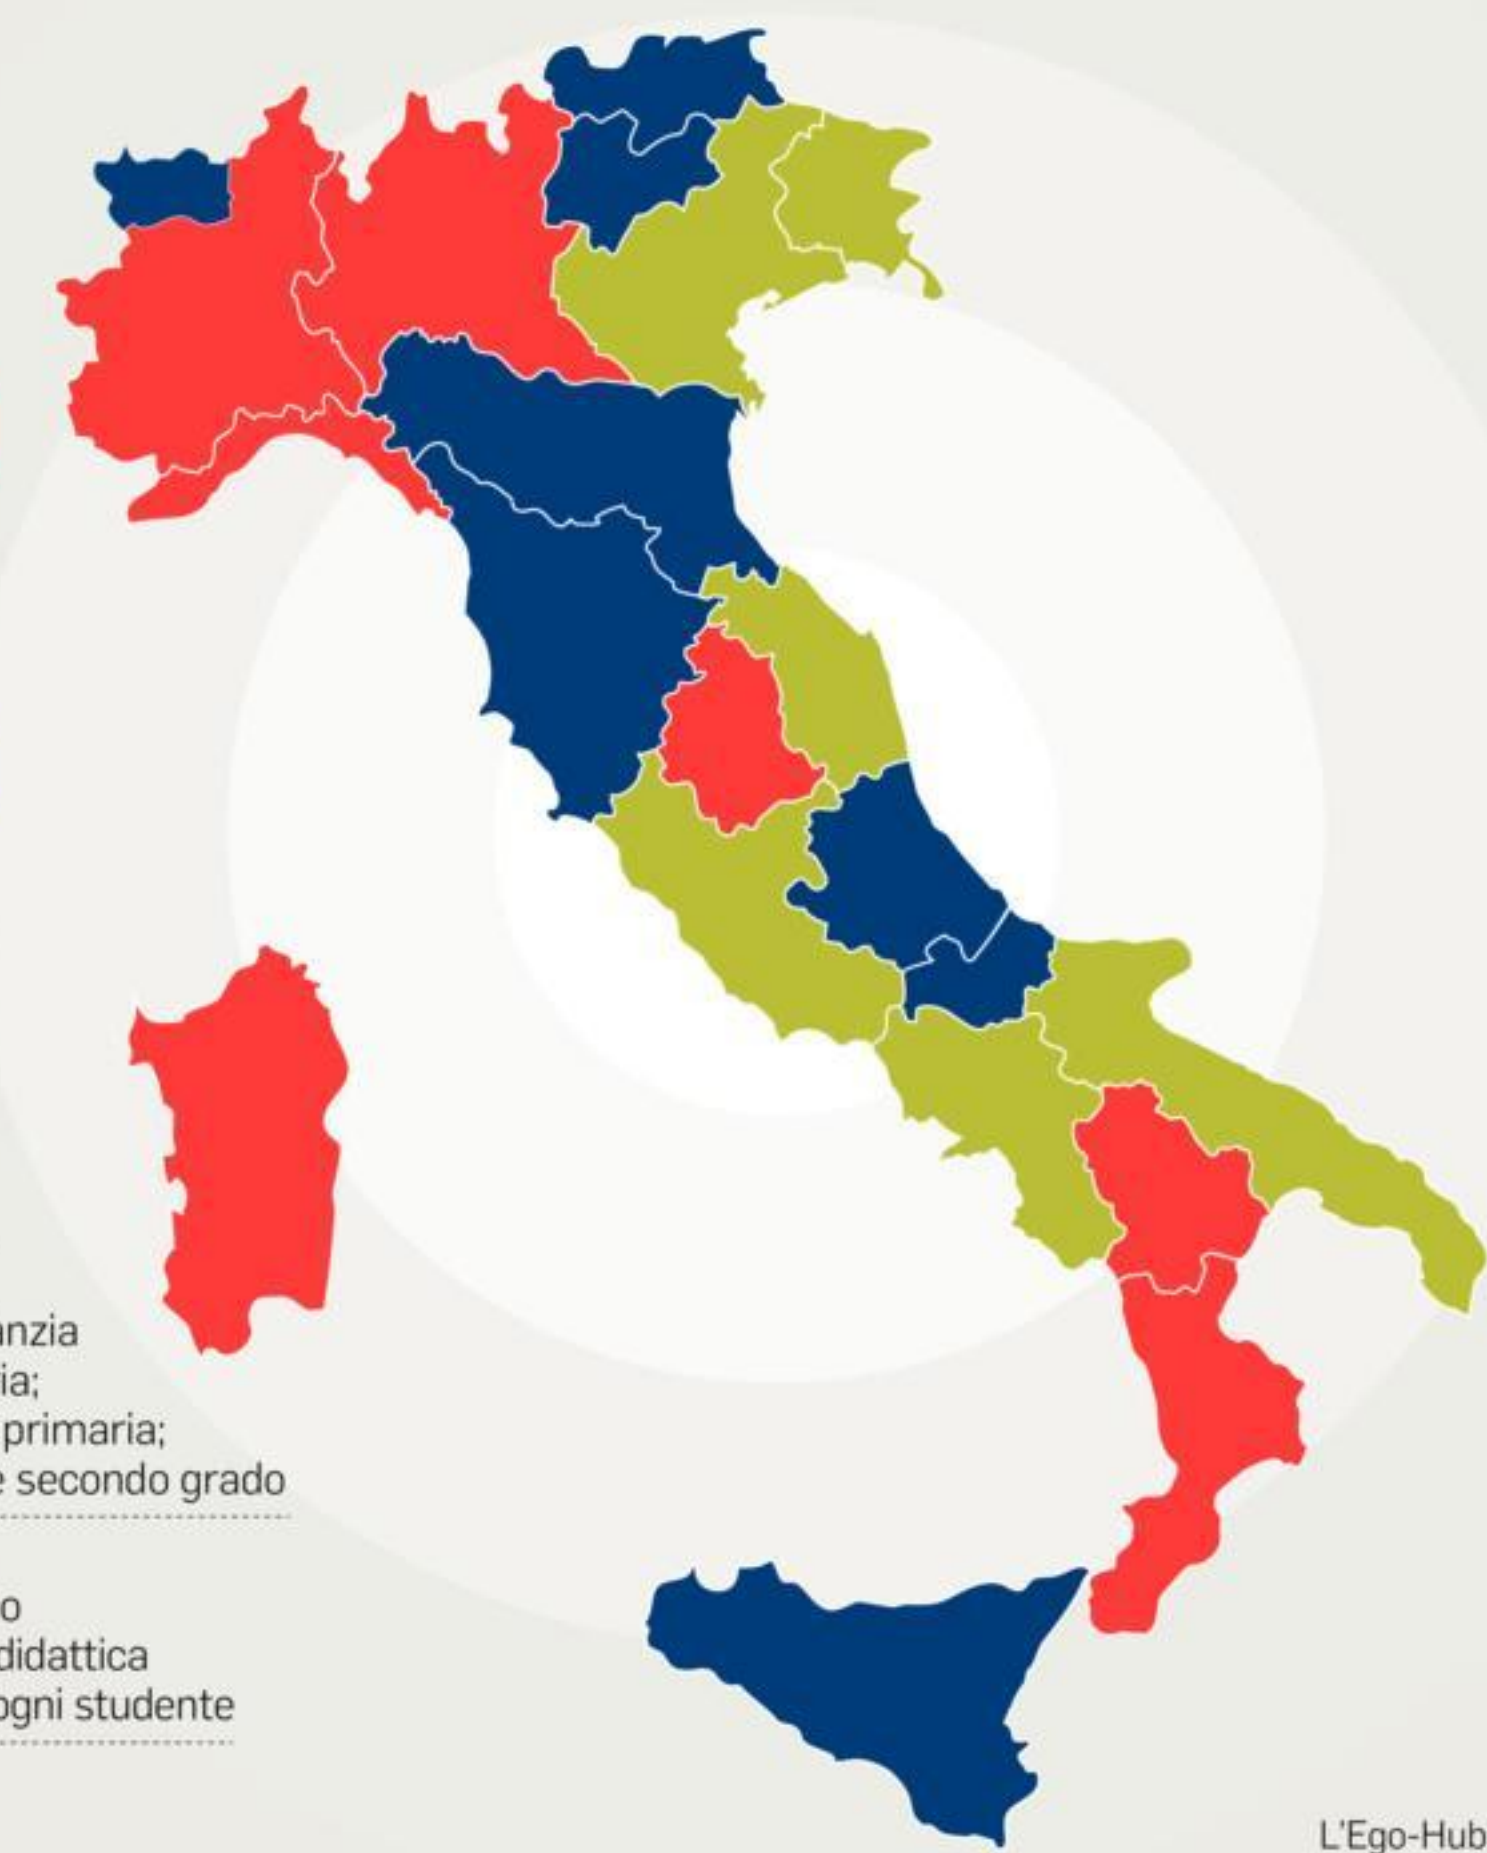 nzia
ia;
primaria;
e secondo grado
o
didattica
ogni studente
L'Ego-Hub